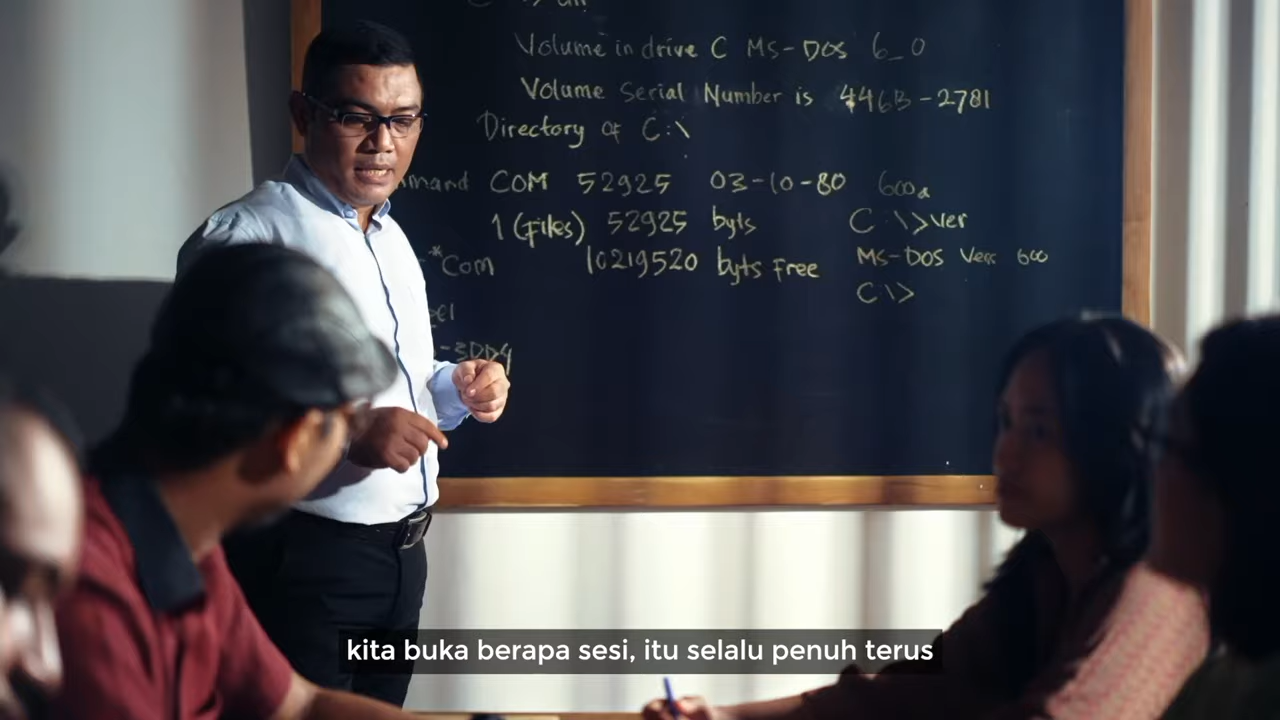 Volume in drive C MS-DOS 6_0
Volume Serial Number is 446B-2781
Directory of C:\
mmand COM 52925 03-10-80 600a
1 (files) 52925 byts
C:\>ver
*Com
10219520 byts Free
MS-DOS Vers 600
C\>
kita buka berapa sesi, itu selalu penuh terus